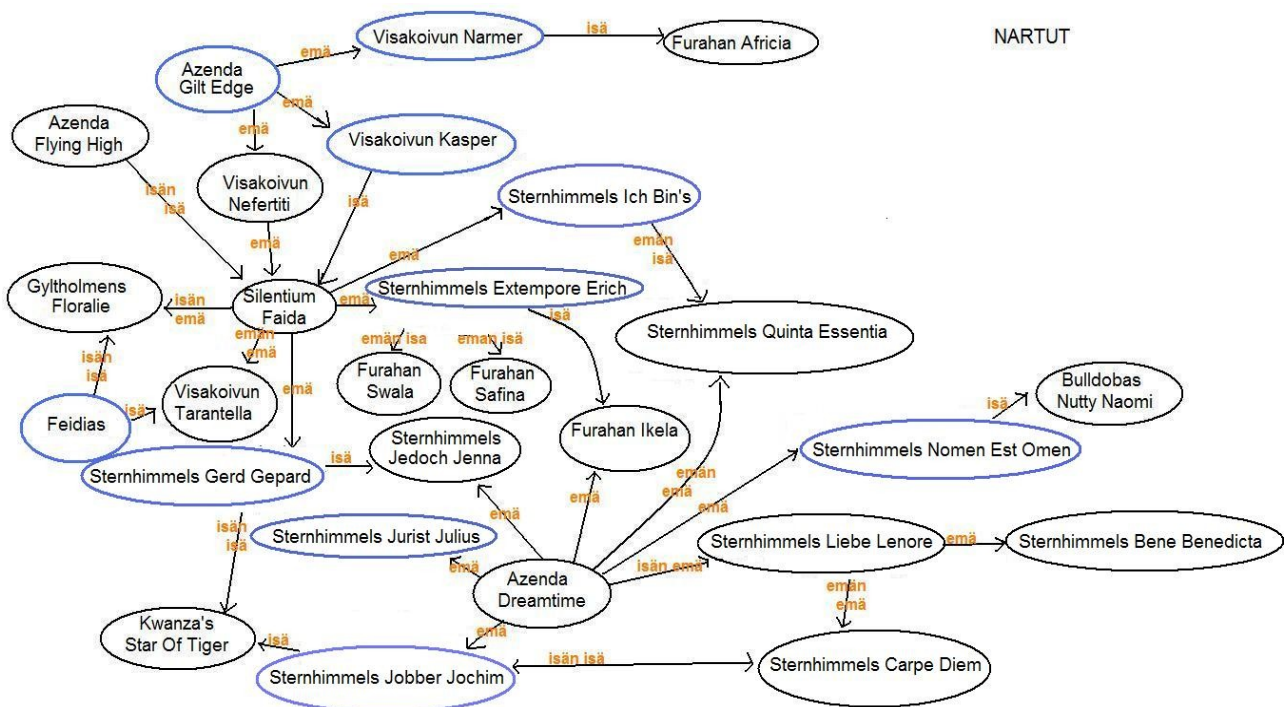 NARTUT
Visakoivun Narmer
isä
Furahan Africia
emä
Azenda
Gilt Edge
emä
emä
Azenda
Flying High
Visakoivun Kasper
Visakoivun
Nefertiti
isän
isä
isä
Sternhimmels Ich Bin's
emä
emä
emän
isä
Gyltholmens
Floralie
isän
emä
Silentium
Faida
emä
Sternhimmels Extempore Erich
isä
Sternhimmels Quinta Essentia
emän
emä
emän isa
eman isä
isän
isä
Visakoivun
Tarantella
emä
Furahan
Swala
Furahan
Safina
Bulldobas
Nutty Naomi
Feidias
isä
isä
Sternhimmels
Jedoch Jenna
Furahan Ikela
Sternhimmels Nomen Est Omen
Sternhimmels Gerd Gepard
isä
emän
emä
emä
emä
emä
isän
isä
Sternhimmels Jurist Julius
emä
Azenda
Dreamtime
isän emä
Sternhimmels Liebe Lenore
emä
Sternhimmels Bene Benedicta
emän
emä
Kwanza's
Star Of Tiger
isä
emä
Sternhimmels Jobber Jochim
isän isä
Sternhimmels Carpe Diem